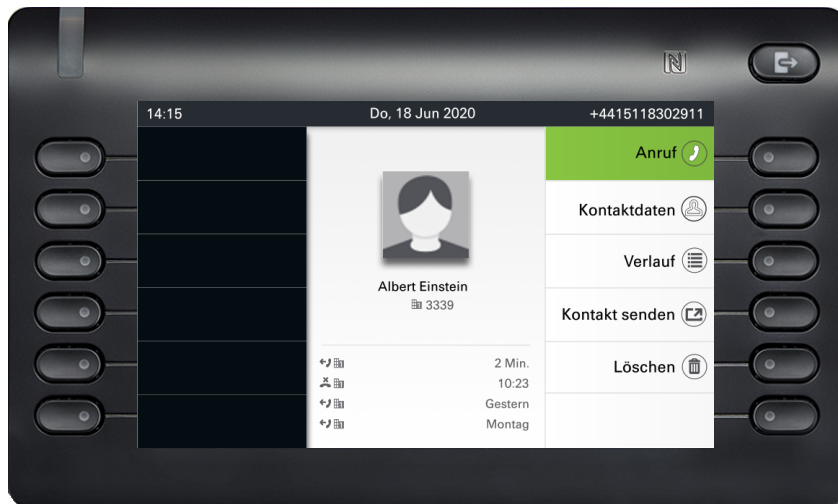 14:15 Do, 18 Jun 2020 +4415118302911
Anruf
Kontaktdaten
Verlauf
Kontakt senden
Löschen
Albert Einstein
3339
2 Min.
10:23
Gestern
Montag